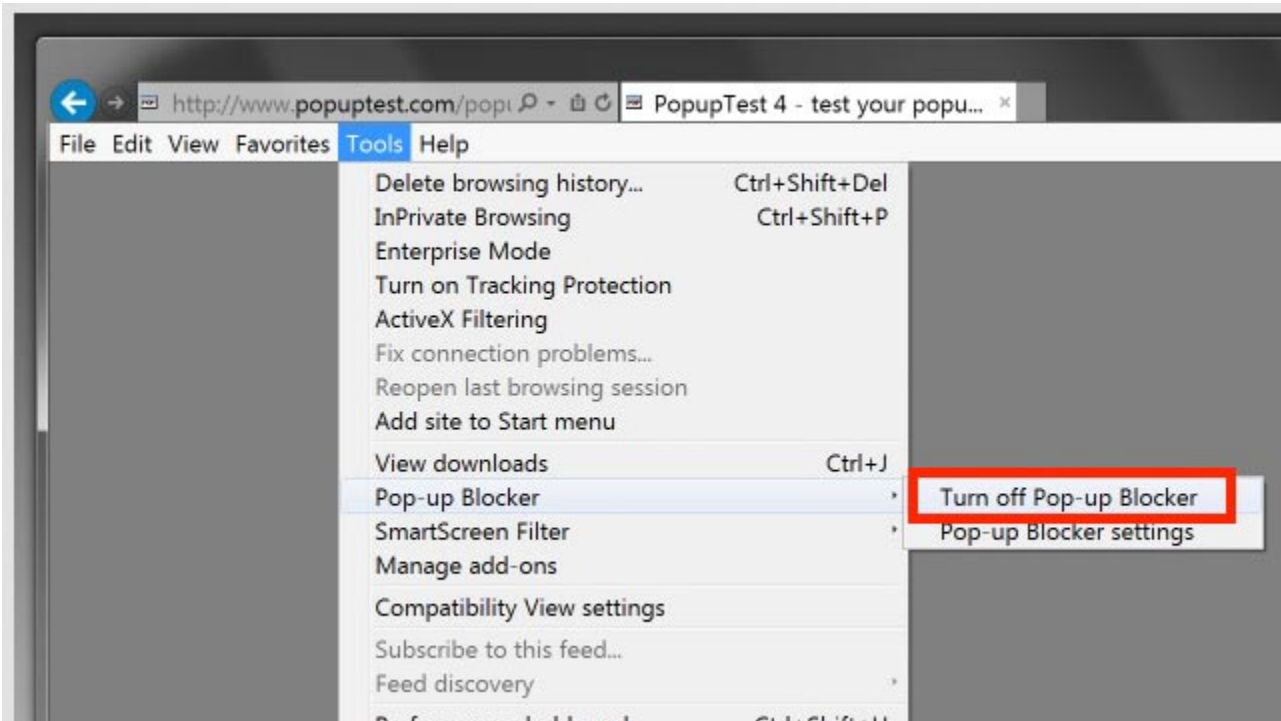 http://www.popuptest.com/popu
PopupTest 4 - test your popu...
File Edit View Favorites Tools Help
Delete browsing history... Ctrl+Shift+Del
InPrivate Browsing Ctrl+Shift+P
Enterprise Mode
Turn on Tracking Protection
ActiveX Filtering
Fix connection problems...
Reopen last browsing session
Add site to Start menu
View downloads Ctrl+J
Pop-up Blocker
Turn off Pop-up Blocker
SmartScreen Filter
Pop-up Blocker settings
Manage add-ons
Compatibility View settings
Subscribe to this feed...
Feed discovery